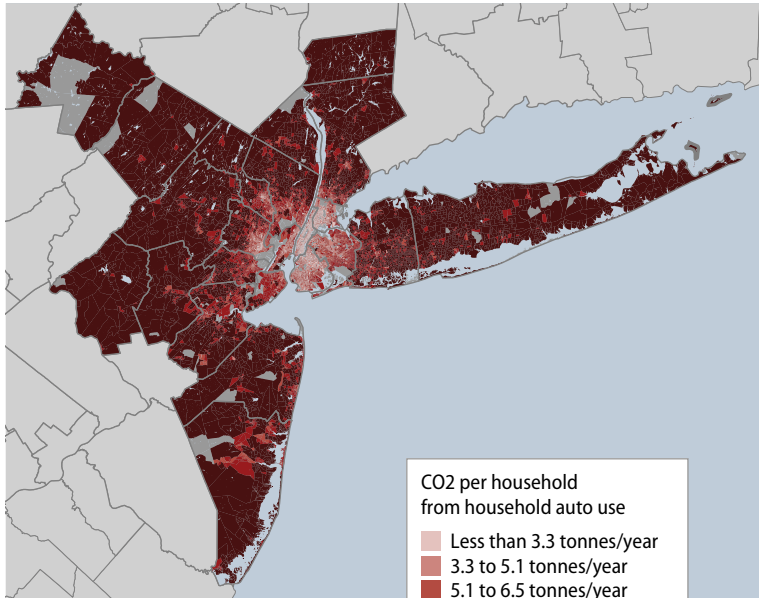 CO2 per household
from household auto use
Less than 3.3 tonnes/year
3.3 to 5.1 tonnes/year
5.1 to 6.5 tonnes/year